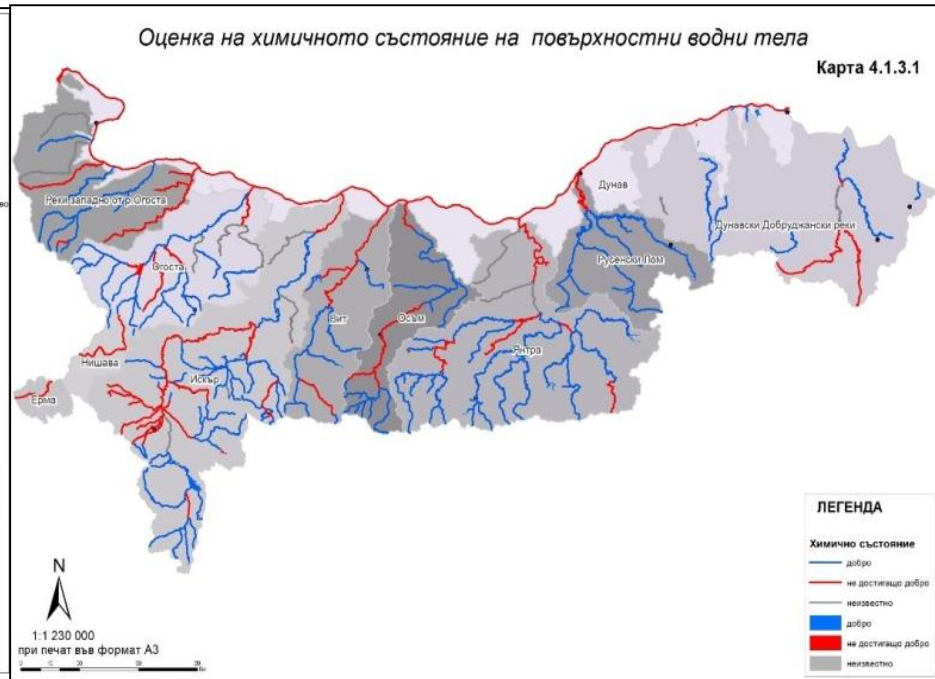 Оценка на химичното състояние на повърхностни водни тела
Карта 4.1.3.1
Дунав
Реки западно от р.Огоста
Дунавски Добруджански реки
Русенски Лом
Огоста
Вит
Осъм
Янтра
Нишава
Искър
Ерма
ЛЕГЕНДА
Химично състояние
добро
не достигащо добро
неизвестно
добро
не достигащо добро
неизвестно
N
1:1 230 000
при печат във формат А3